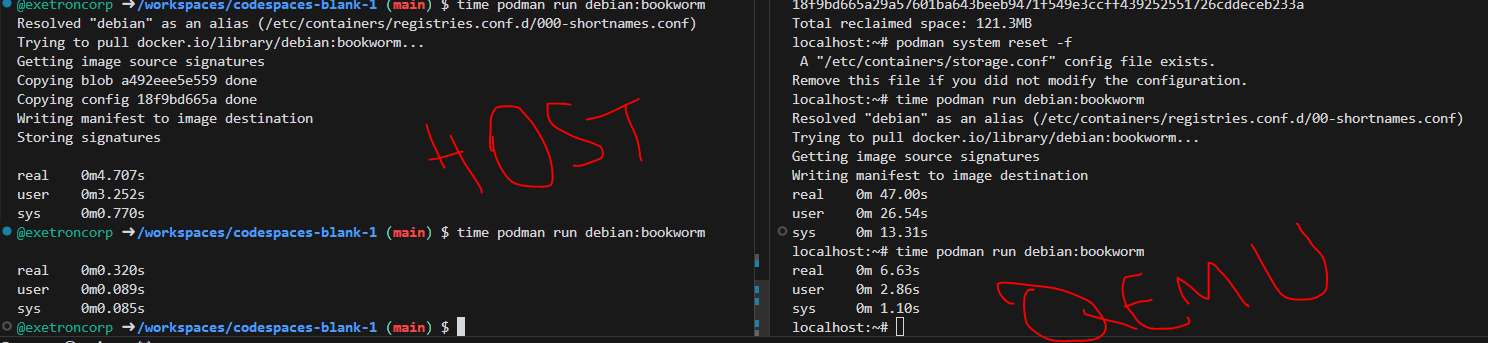 @exetroncorp ➜/workspaces/codespaces-blank-1 (main) $ time podman run debian:bookworm
Resolved "debian" as an alias (/etc/containers/registries.conf.d/000-shortnames.conf)
Trying to pull docker.io/library/debian:bookworm...
Getting image source signatures
Copying blob a492eee5e559 done
Copying config 18f9bd665a done
Writing manifest to image destination
Storing signatures
real 0m4.707s
user 0m3.252s
sys 0m0.770s
@exetroncorp ➜/workspaces/codespaces-blank-1 (main) $ time podman run debian:bookworm
real 0m0.320s
user 0m0.089s
sys 0m0.085s
@exetroncorp ➜/workspaces/codespaces-blank-1 (main) $
HOST
18f9bd665a29a57601ba643beeb9471f549e3ccff439252551726cddeceb233a
Total reclaimed space: 121.3MB
localhost:~# podman system reset -f
A "/etc/containers/storage.conf" config file exists.
Remove this file if you did not modify the configuration.
localhost:~# time podman run debian:bookworm
Resolved "debian" as an alias (/etc/containers/registries.conf.d/00-shortnames.conf)
Trying to pull docker.io/library/debian:bookworm...
Getting image source signatures
Writing manifest to image destination
real 0m 47.00s
user 0m 26.54s
sys 0m 13.31s
localhost:~# time podman run debian:bookworm
real 0m 6.63s
user 0m 2.86s
sys 0m 1.10s
localhost:~#
QEMU